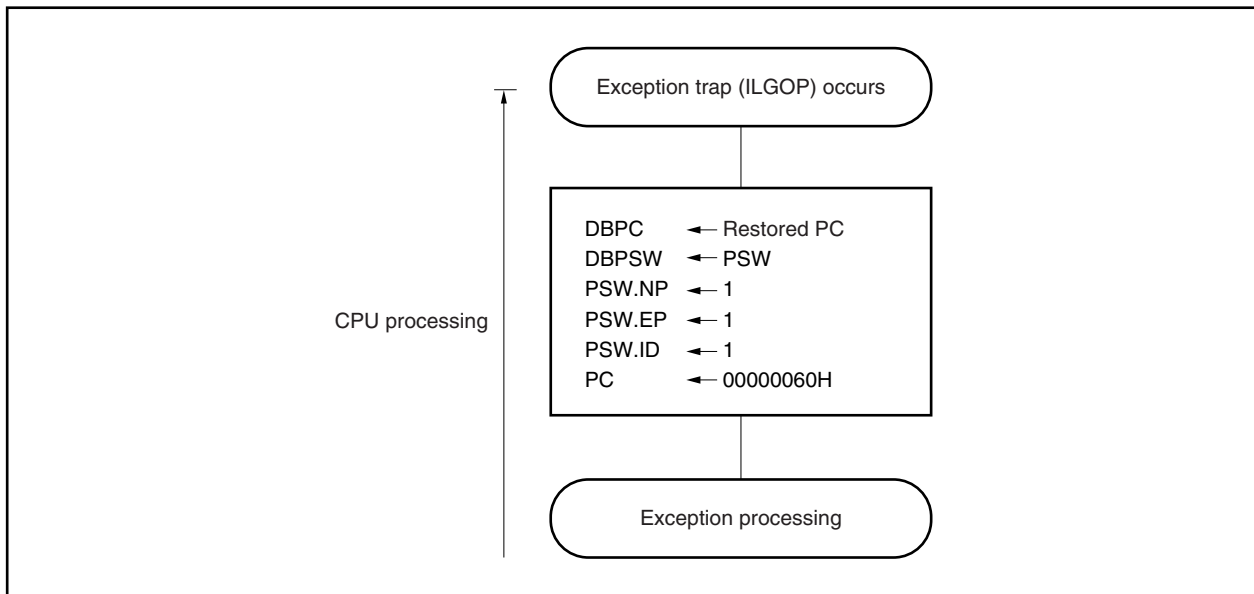 Exception trap (ILGOP) occurs
DBPC ← Restored PC
DBPSW ← PSW
PSW.NP ← 1
PSW.EP ← 1
PSW.ID ← 1
PC ← 00000060H
CPU processing
Exception processing